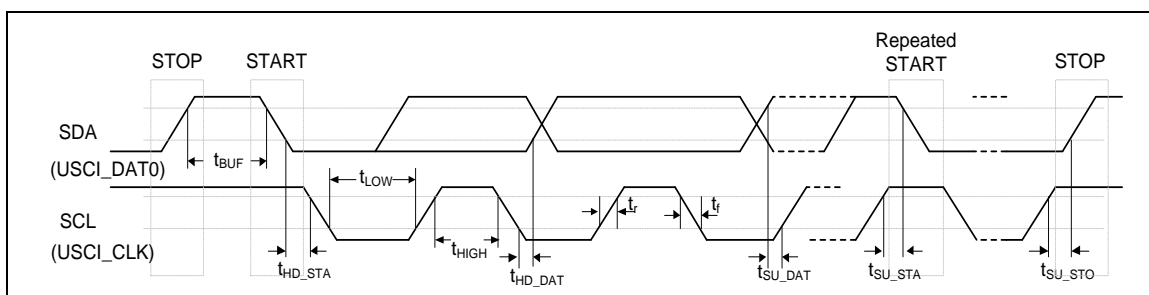 STOP
START
Repeated
START
STOP
SDA
(USCI_DAT0)
tBUF
tLOW
SCL
(USCI_CLK)
tr
tf
tHD_STA
tHIGH
tHD_DAT
tSU_DAT
tSU_STA
tSU_STO